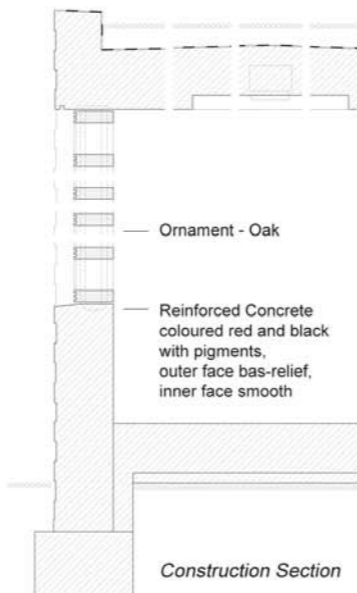 Ornament - Oak
Reinforced Concrete
coloured red and black
with pigments,
outer face bas-relief,
inner face smooth
Construction Section